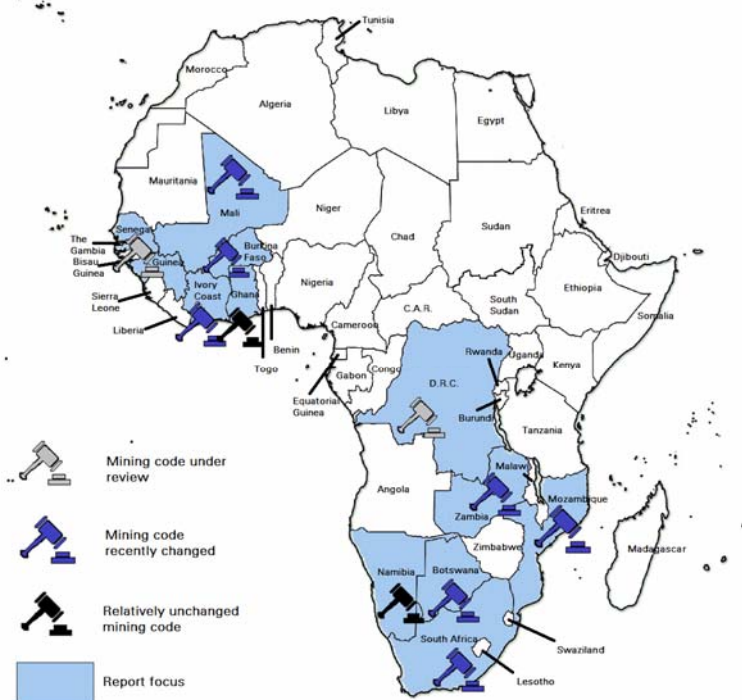 Tunisia
Morocco
Algeria
Libya
Egypt
Mauritania
Mali
Niger
Chad
Sudan
Eritrea
Djibouti
Senegal
The
Gambia
Bisau
Guinea
Guinea
Burkina
Faso
Ivory
Coast
Ghana
Nigeria
Sierra
Leone
Liberia
Togo
Benin
Cameroon
C.A.R.
South
Sudan
Ethiopia
Somalia
Equatorial
Guinea
Gabon
Congo
D.R.C.
Rwanda
Uganda
Kenya
Burundi
Tanzania
Angola
Malawi
Zambia
Mozambique
Zimbabwe
Madagascar
Namibia
Botswana
South Africa
Swaziland
Lesotho
Mining code under
review
Mining code
recently changed
Relatively unchanged
mining code
Report focus